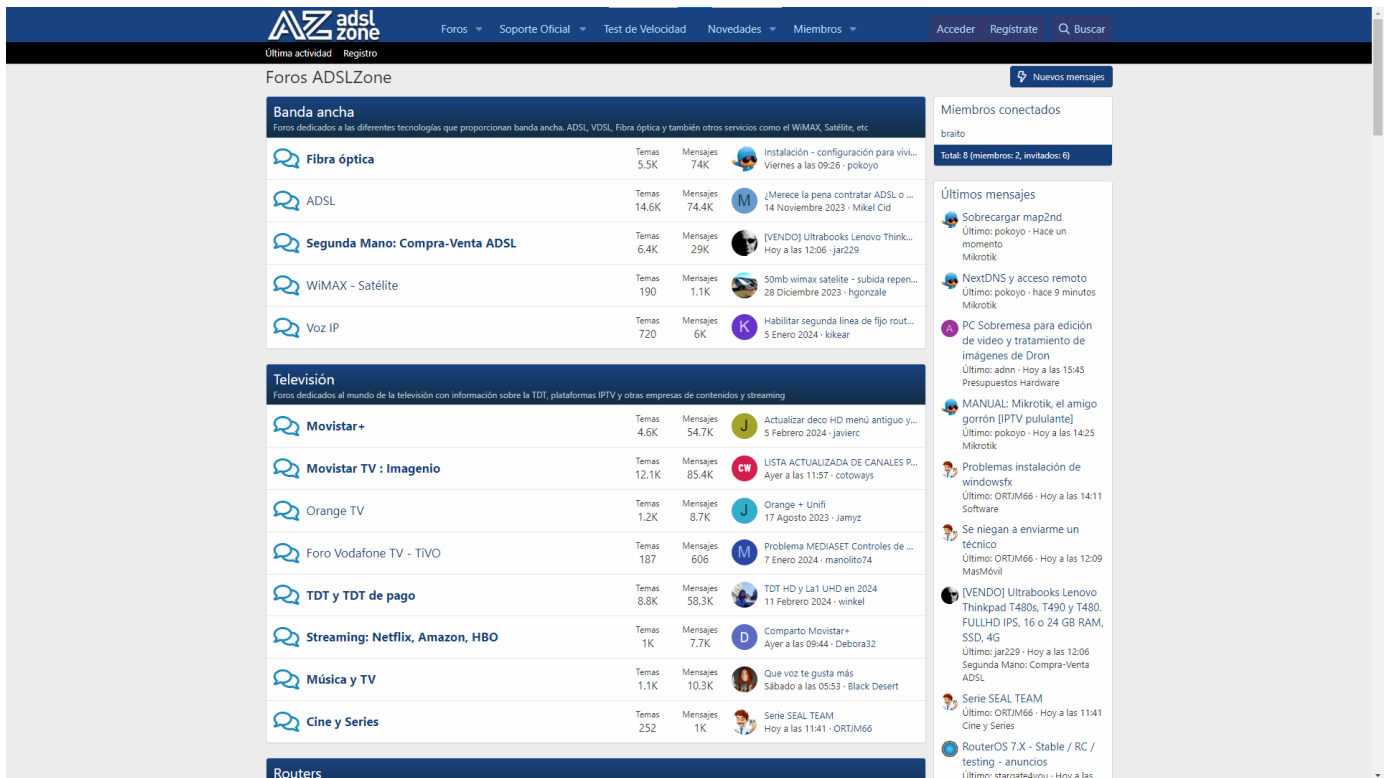 AZ adsl zone
Foros
Soporte Oficial
Test de Velocidad
Novedades
Miembros
Acceder
Regístrate
Buscar
Última actividad
Registro
Foros ADSLZone
Nuevos mensajes
Banda ancha
Foros dedicados a las diferentes tecnologías que proporcionan banda ancha. ADSL, VDSL, Fibra óptica y también otros servicios como el WiMAX, Satélite, etc
Fibra óptica
Temas
5.5K
Mensajes
74K
Instalación - configuración para vivi...
Viernes a las 09:26 · pokoyo
ADSL
Temas
14.6K
Mensajes
74.4K
M
¿Merece la pena contratar ADSL o ...
14 Noviembre 2023 · Mikel Cid
Segunda Mano: Compra-Venta ADSL
Temas
6.4K
Mensajes
29K
[VENDO] Ultrabooks Lenovo Think...
Hoy a las 12:06 · jar229
WiMAX - Satélite
Temas
190
Mensajes
1.1K
50mb wimax satelite - subida repen...
28 Diciembre 2023 · hgonzale
Voz IP
Temas
720
Mensajes
6K
K
Habilitar segunda linea de fijo rout...
5 Enero 2024 · kikear
Televisión
Foros dedicados al mundo de la televisión con información sobre la TDT, plataformas IPTV y otras empresas de contenidos y streaming
Movistar+
Temas
4.6K
Mensajes
54.7K
J
Actualizar deco HD menú antiguo y...
5 Febrero 2024 · javierc
Movistar TV : Imagenio
Temas
12.1K
Mensajes
85.4K
CW
LISTA ACTUALIZADA DE CANALES P...
Ayer a las 11:57 · cotoways
Orange TV
Temas
1.2K
Mensajes
8.7K
J
Orange + Unifi
17 Agosto 2023 · Jamyz
Foro Vodafone TV - TiVO
Temas
187
Mensajes
606
M
Problema MEDIASET Controles de ...
7 Enero 2024 · manolito74
TDT y TDT de pago
Temas
8.8K
Mensajes
58.3K
TDT HD y La1 UHD en 2024
11 Febrero 2024 · winkel
Streaming: Netflix, Amazon, HBO
Temas
1K
Mensajes
7.7K
D
Comparto Movistar+
Ayer a las 09:44 · Debora32
Música y TV
Temas
1.1K
Mensajes
10.3K
Que voz te gusta más
Sábado a las 05:53 · Black Desert
Cine y Series
Temas
252
Mensajes
1K
Serie SEAL TEAM
Hoy a las 11:41 · ORTJM66
Routers
Miembros conectados
braito
Total: 8 (miembros: 2, invitados: 6)
Últimos mensajes
Sobrecargar map2nd
Último: pokoyo · Hace un
momento
Mikrotik
NextDNS y acceso remoto
Último: pokoyo · hace 9 minutos
Mikrotik
A
PC Sobremesa para edición
de video y tratamiento de
imágenes de Dron
Último: adnn · Hoy a las 15:45
Presupuestos Hardware
MANUAL: Mikrotik, el amigo
gorrón [IPTV pululante]
Último: pokoyo · Hoy a las 14:25
Mikrotik
Problemas instalación de
windowsfx
Último: ORTJM66 · Hoy a las 14:11
Software
Se niegan a enviarme un
técnico
Último: ORTJM66 · Hoy a las 12:09
MasMóvil
[VENDO] Ultrabooks Lenovo
Thinkpad T480s, T490 y T480.
FULLHD IPS, 16 o 24 GB RAM,
SSD, 4G
Último: jar229 · Hoy a las 12:06
Segunda Mano: Compra-Venta
ADSL
Serie SEAL TEAM
Último: ORTJM66 · Hoy a las 11:41
Cine y Series
RouterOS 7.X - Stable / RC /
testing - anuncios
Último: stargate4you · Hoy a las